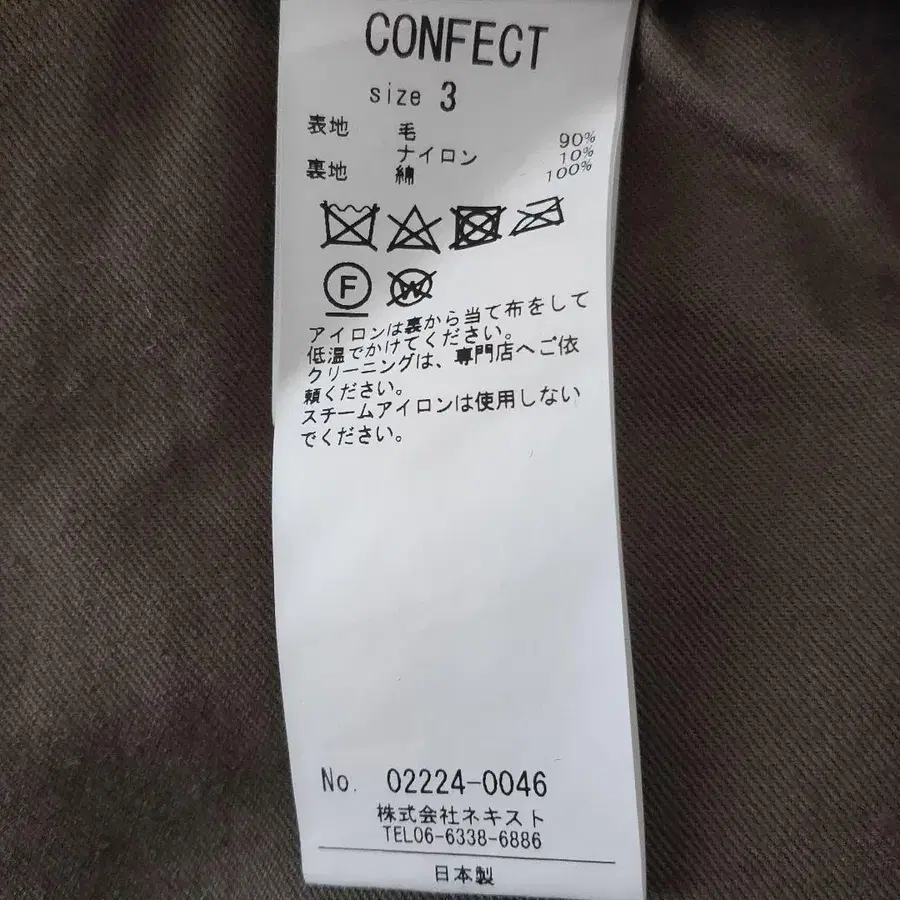 CONFECT
size 3
表地 毛 90%
ナイロン 10%
裏地 綿 100%
F W
アイロンは裏から当て布をして
低温でかけてください。
クリーニングは、専門店へご依
頼ください。
スチームアイロンは使用しない
でください。
No. 02224-0046
株式会社ネキスト
TEL06-6338-6886
日本製